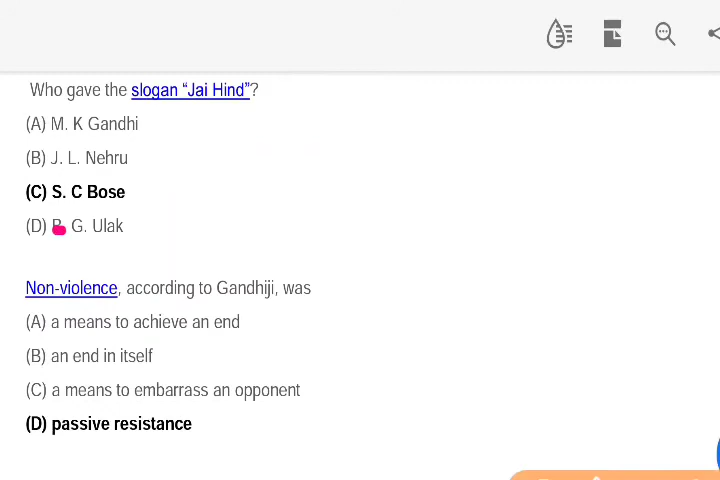 Who gave the slogan “Jai Hind”?
(A) M. K Gandhi
(B) J. L. Nehru
(C) S. C Bose
(D) G. Ulak
Non-violence, according to Gandhiji, was
(A) a means to achieve an end
(B) an end in itself
(C) a means to embarrass an opponent
(D) passive resistance